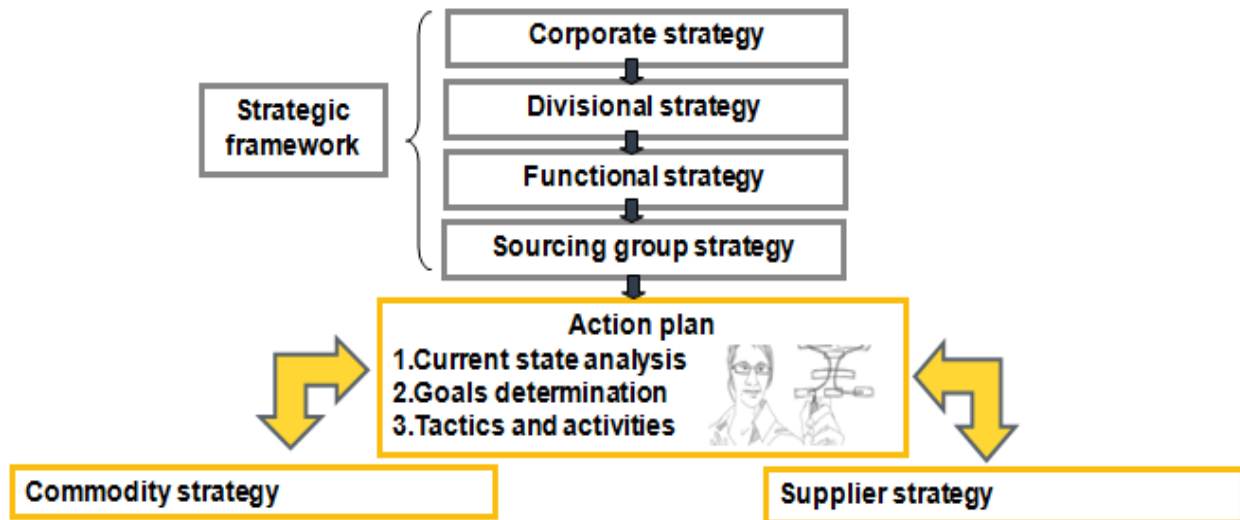 Corporate strategy
Strategic
framework
Divisional strategy
Functional strategy
Sourcing group strategy
Action plan
1.Current state analysis
2.Goals determination
3.Tactics and activities
Commodity strategy
Supplier strategy